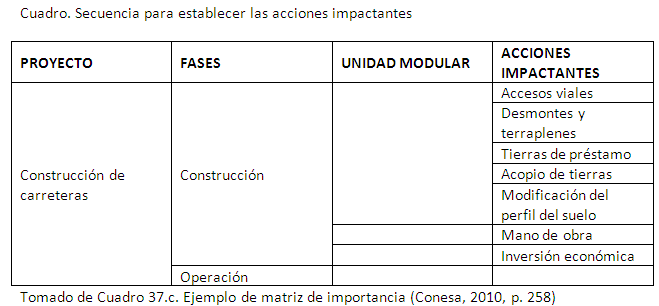 Cuadro. Secuencia para establecer las acciones impactantes
PROYECTO
FASES
UNIDAD MODULAR
ACCIONES
IMPACTANTES
Construcción de
carreteras
Construcción
Accesos viales
Desmontes y
terraplenes
Tierras de préstamo
Acopio de tierras
Modificación del
perfil del suelo
Mano de obra
Inversión económica
Operación
Tomado de Cuadro 37.c. Ejemplo de matriz de importancia (Conesa, 2010, p. 258)